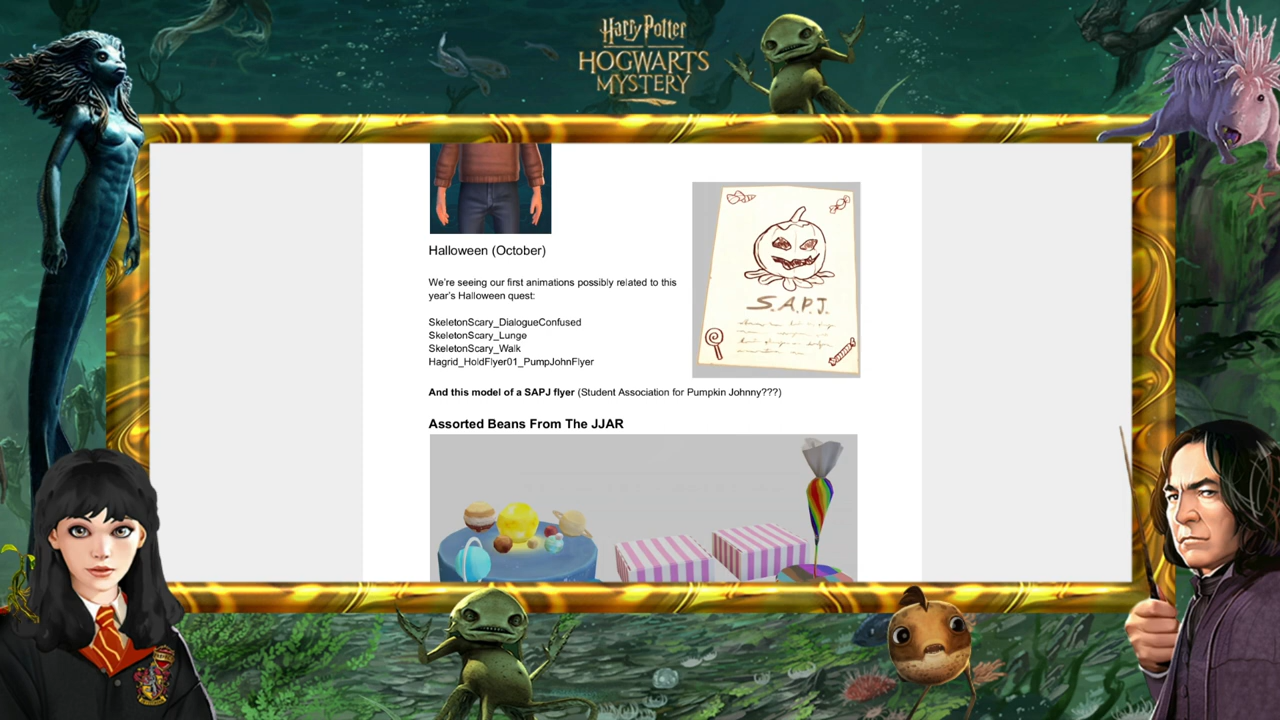 Harry Potter
HOGWARTS
MYSTERY
Halloween (October)
We're seeing our first animations possibly related to this
year's Halloween quest:
SkeletonScary_DialogueConfused
SkeletonScary_Lunge
SkeletonScary_Walk
Hagrid_HoldFlyer01_PumpJohnFlyer
S.A.P.J.
And this model of a SAPJ flyer (Student Association for Pumpkin Johnny???)
Assorted Beans From The JJAR